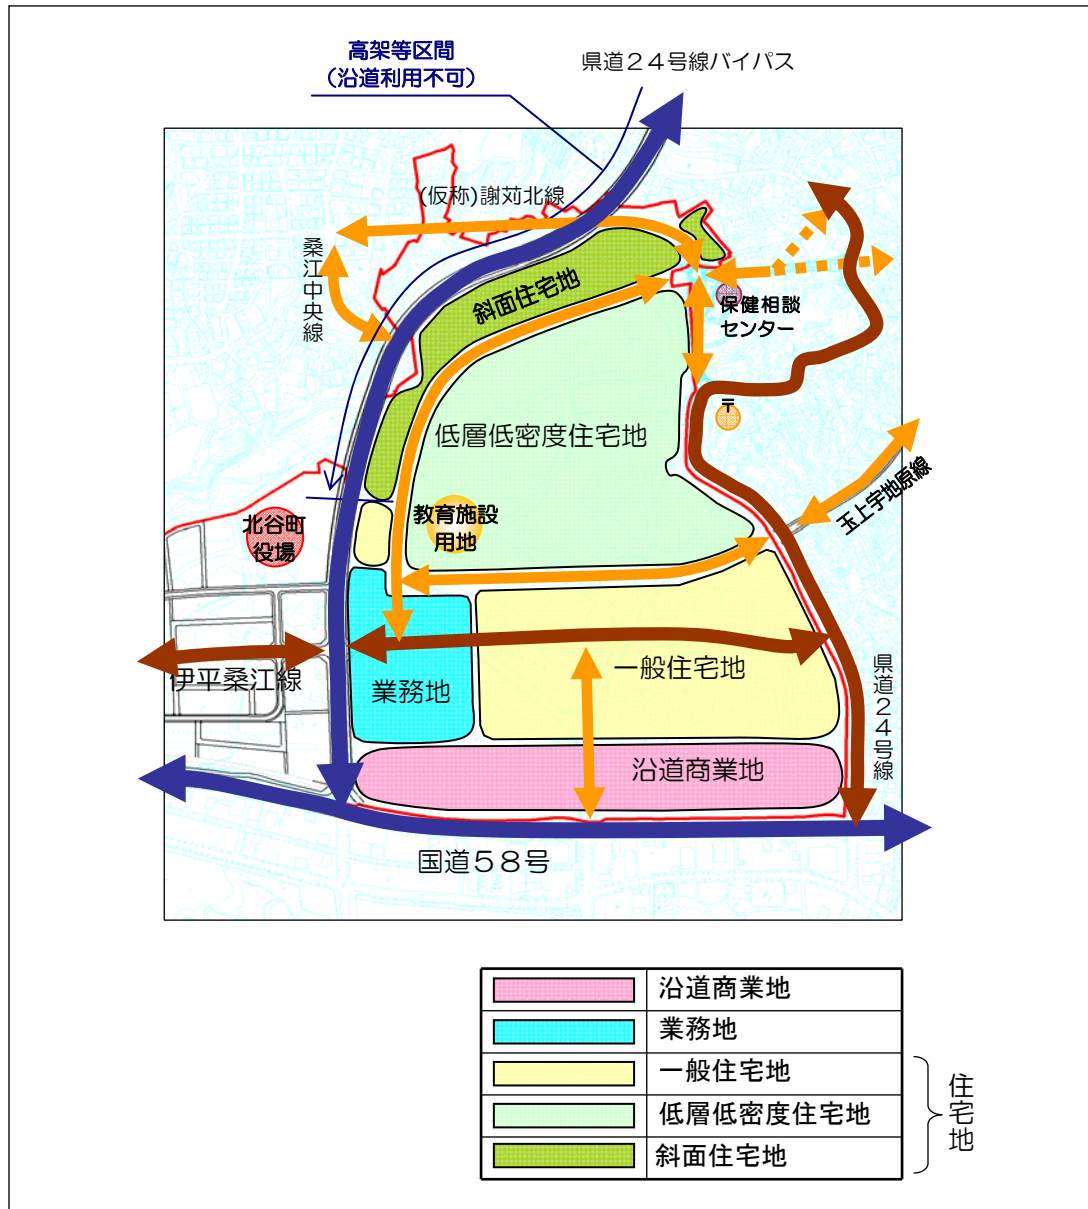 高架等区間
（沿道利用不可）
県道２４号線バイパス
(仮称)謝苅北線
桑江中央線
斜面住宅地
保健相談
センター
〒
低層低密度住宅地
玉上宇地原線
教育施設
用地
北谷町
役場
伊平桑江線
業務地
一般住宅地
県道２４号線
沿道商業地
国道５８号
沿道商業地
業務地
一般住宅地
低層低密度住宅地
斜面住宅地
住宅地